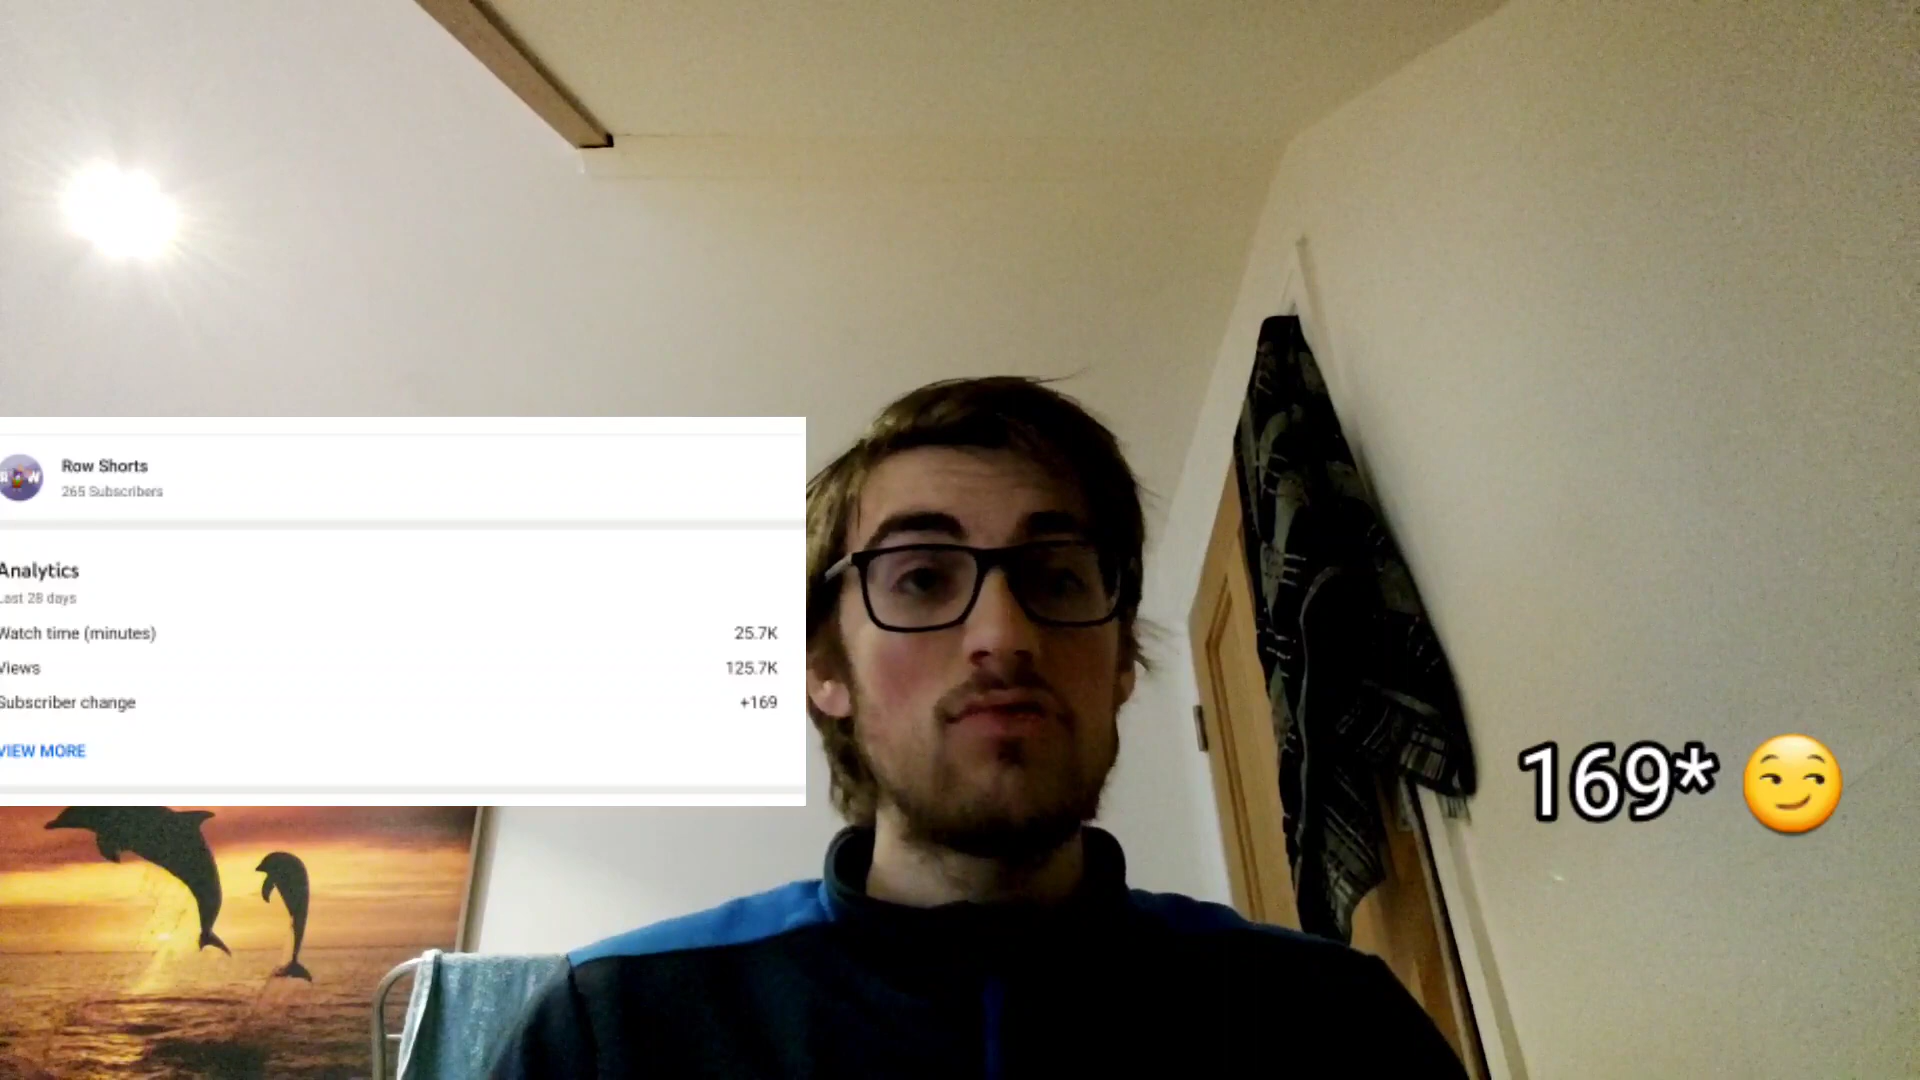 ROW
Row Shorts
265 Subscribers
Analytics
Last 28 days
Watch time (minutes) 25.7K
Views 125.7K
Subscriber change +169
VIEW MORE
169* 😏